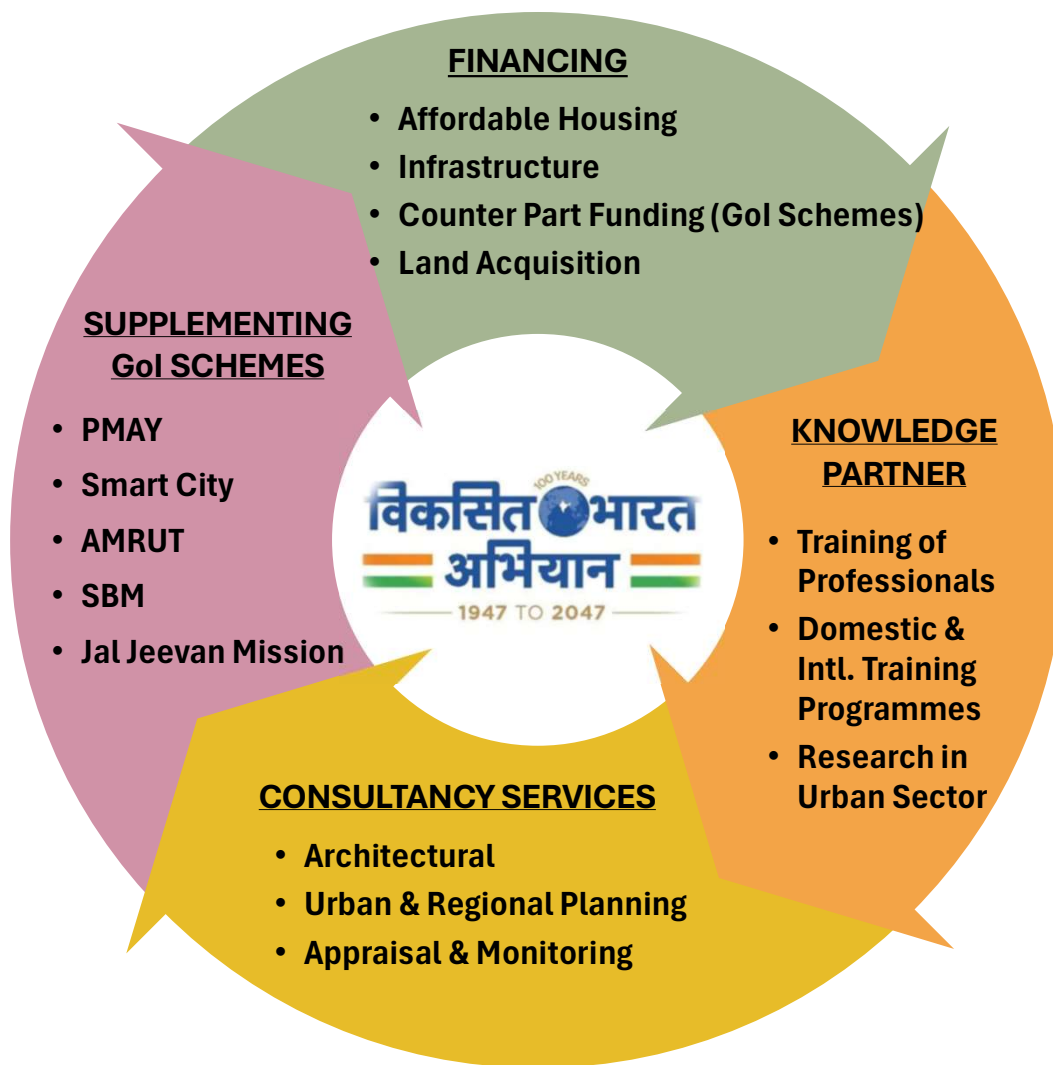 FINANCING
• Affordable Housing
• Infrastructure
• Counter Part Funding (GoI Schemes)
• Land Acquisition
KNOWLEDGE
PARTNER
• Training of
Professionals
• Domestic &
Intl. Training
Programmes
• Research in
Urban Sector
CONSULTANCY SERVICES
• Architectural
• Urban & Regional Planning
• Appraisal & Monitoring
SUPPLEMENTING
GoI SCHEMES
• PMAY
• Smart City
• AMRUT
• SBM
• Jal Jeevan Mission
100 YEARS
विकसित भारत
अभियान
1947 TO 2047